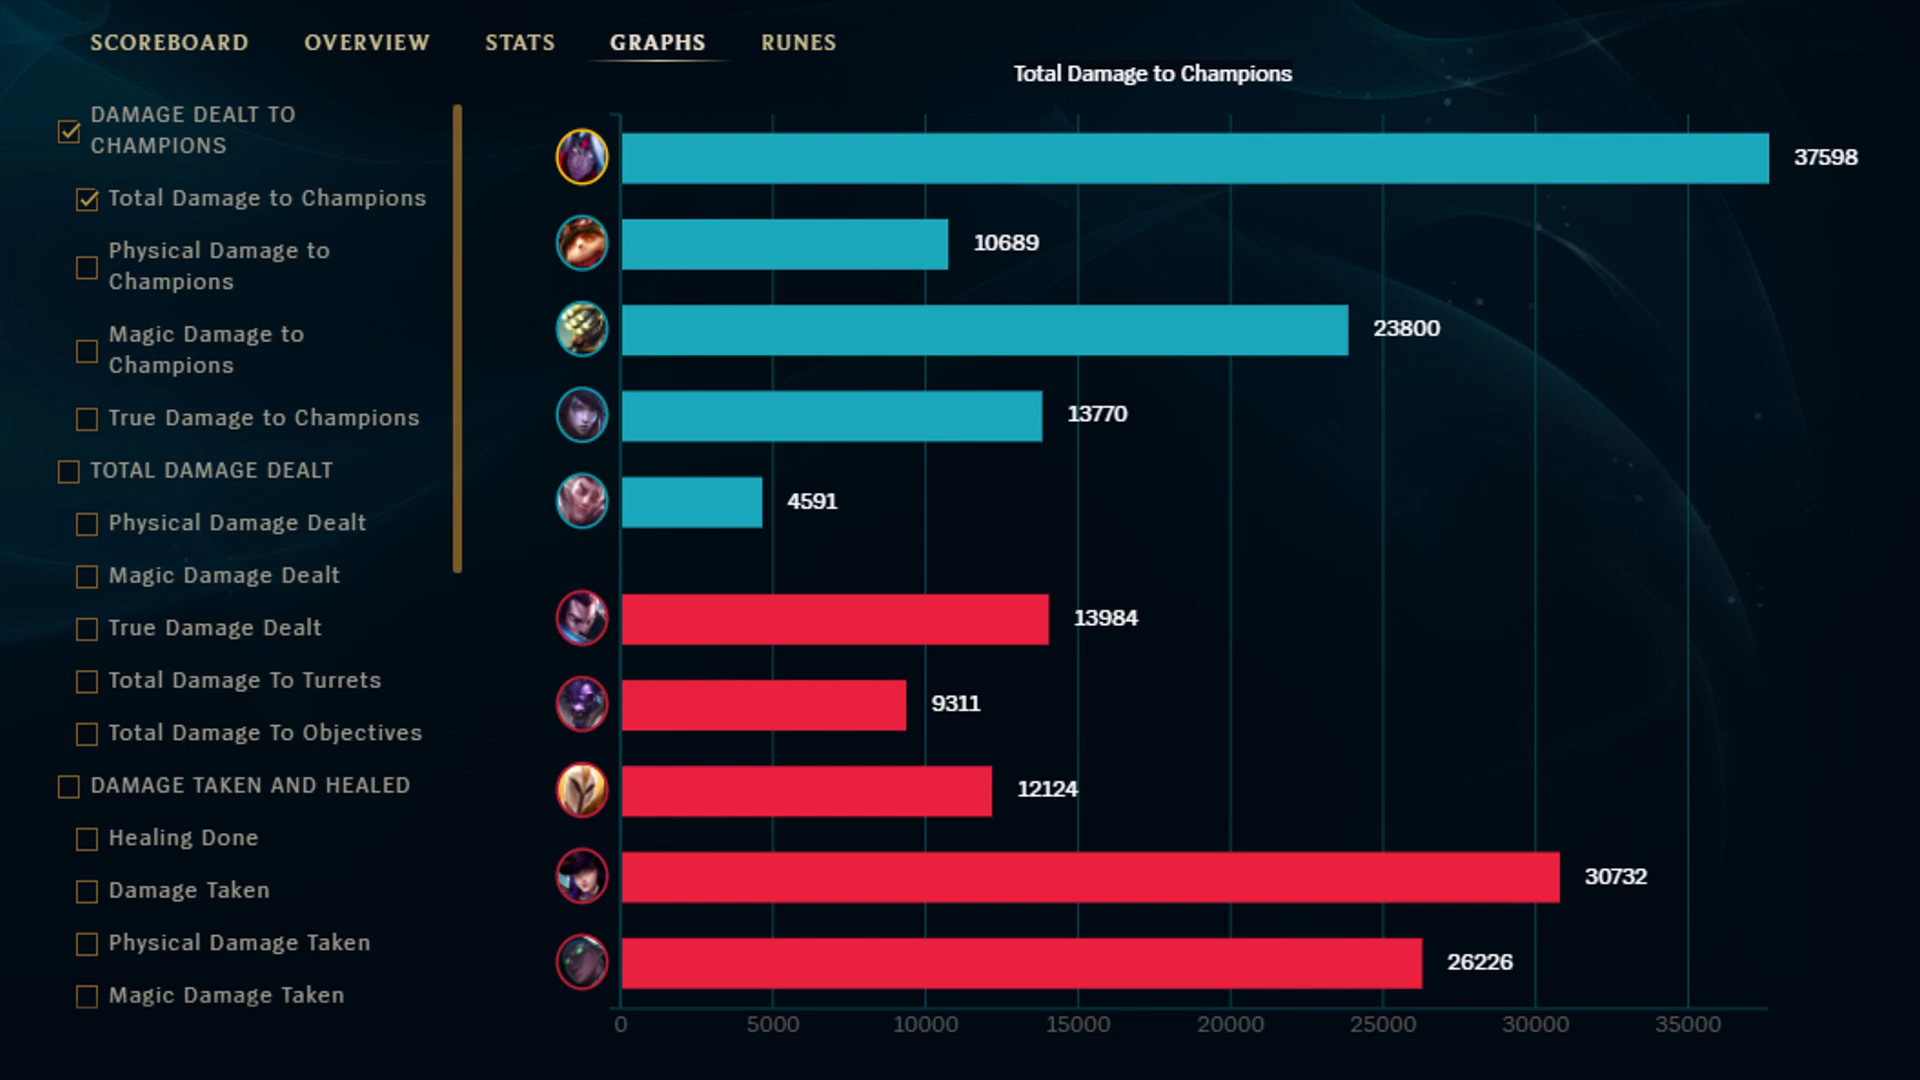 SCOREBOARD OVERVIEW STATS GRAPHS RUNES
Total Damage to Champions
DAMAGE DEALT TO
CHAMPIONS
Total Damage to Champions
Physical Damage to
Champions
Magic Damage to
Champions
True Damage to Champions
TOTAL DAMAGE DEALT
Physical Damage Dealt
Magic Damage Dealt
True Damage Dealt
Total Damage To Turrets
Total Damage To Objectives
DAMAGE TAKEN AND HEALED
Healing Done
Damage Taken
Physical Damage Taken
Magic Damage Taken
37598
10689
23800
13770
4591
13984
9311
12124
30732
26226
0 5000 10000 15000 20000 25000 30000 35000